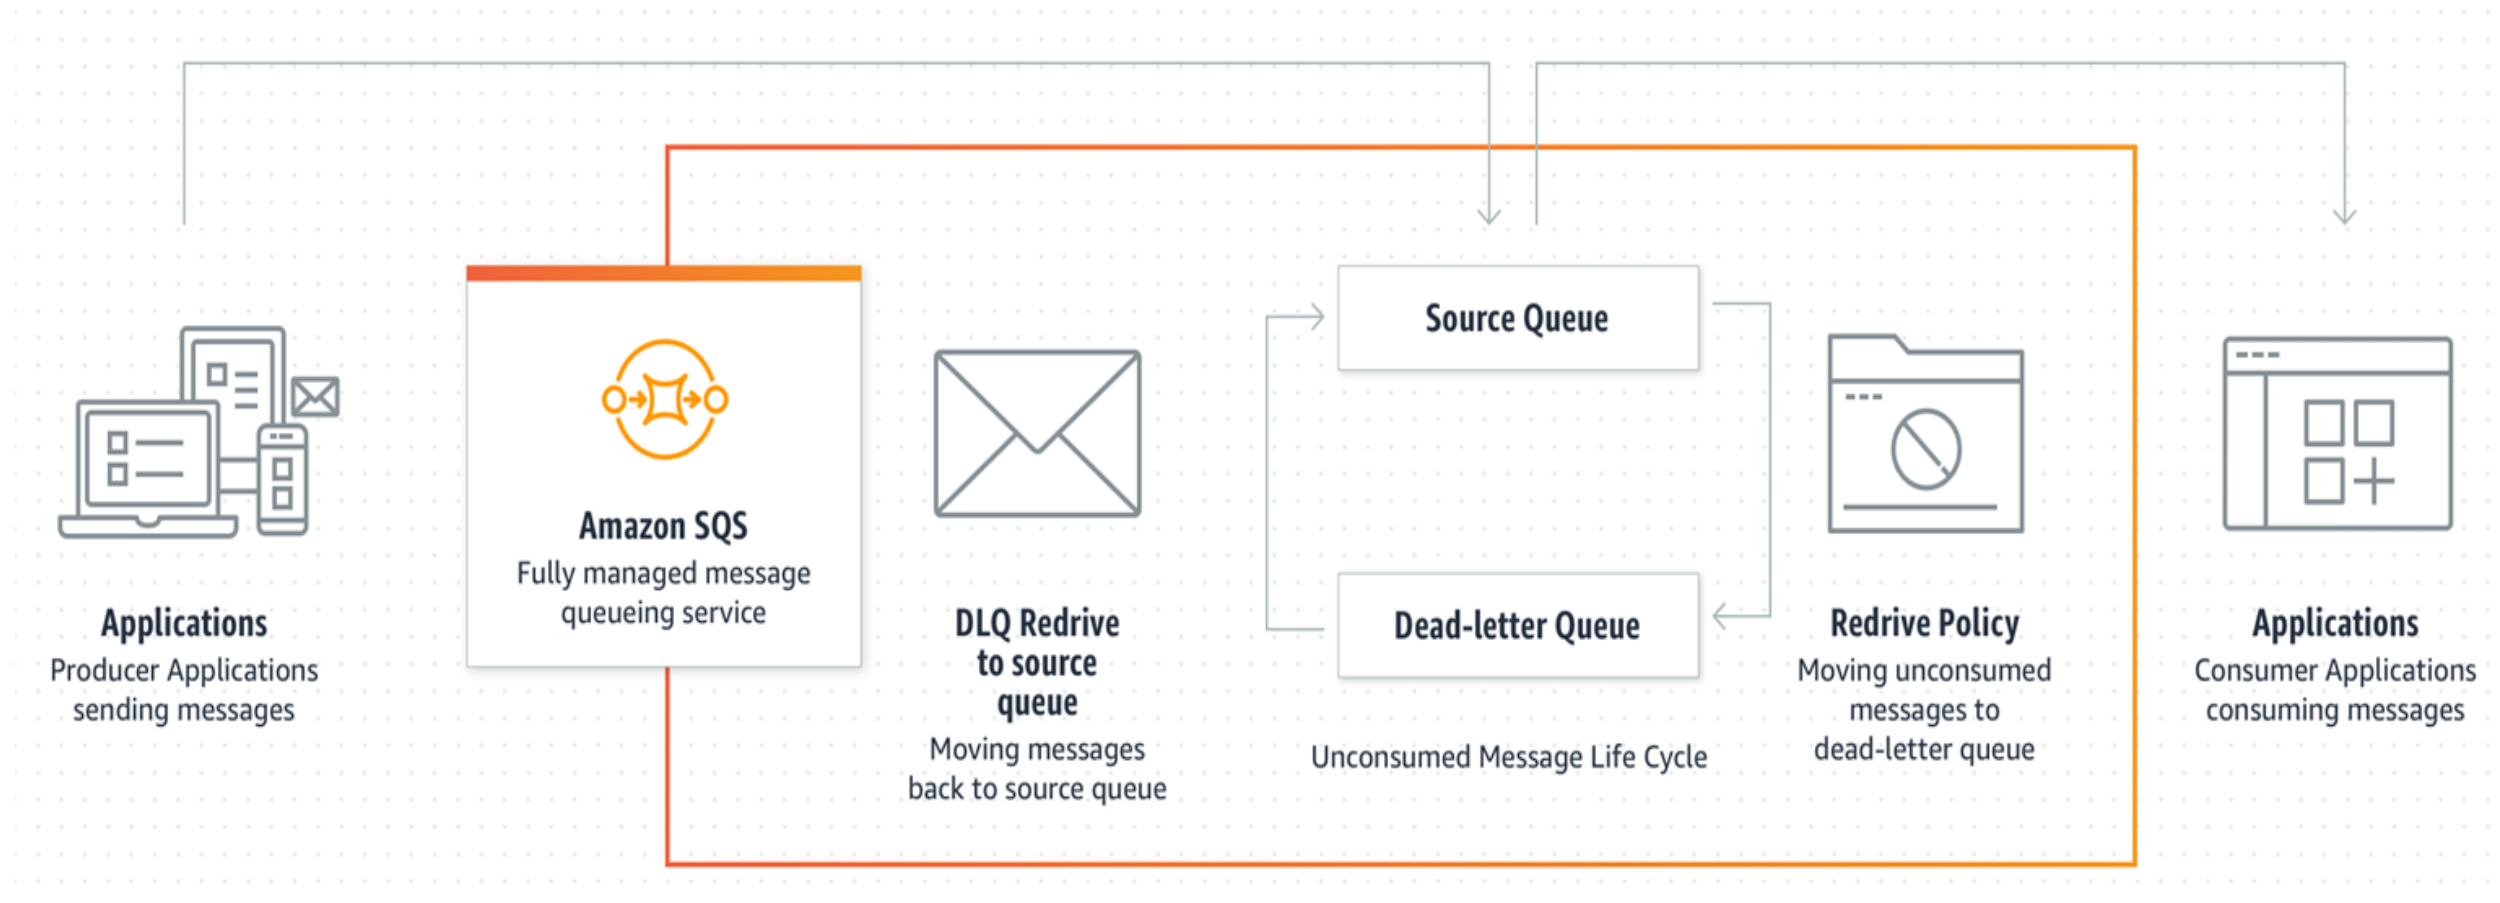 Applications
Producer Applications
sending messages
Amazon SQS
Fully managed message
queueing service
DLQ Redrive
to source
queue
Moving messages
back to source queue
Source Queue
Dead-letter Queue
Unconsumed Message Life Cycle
Redrive Policy
Moving unconsumed
messages to
dead-letter queue
Applications
Consumer Applications
consuming messages